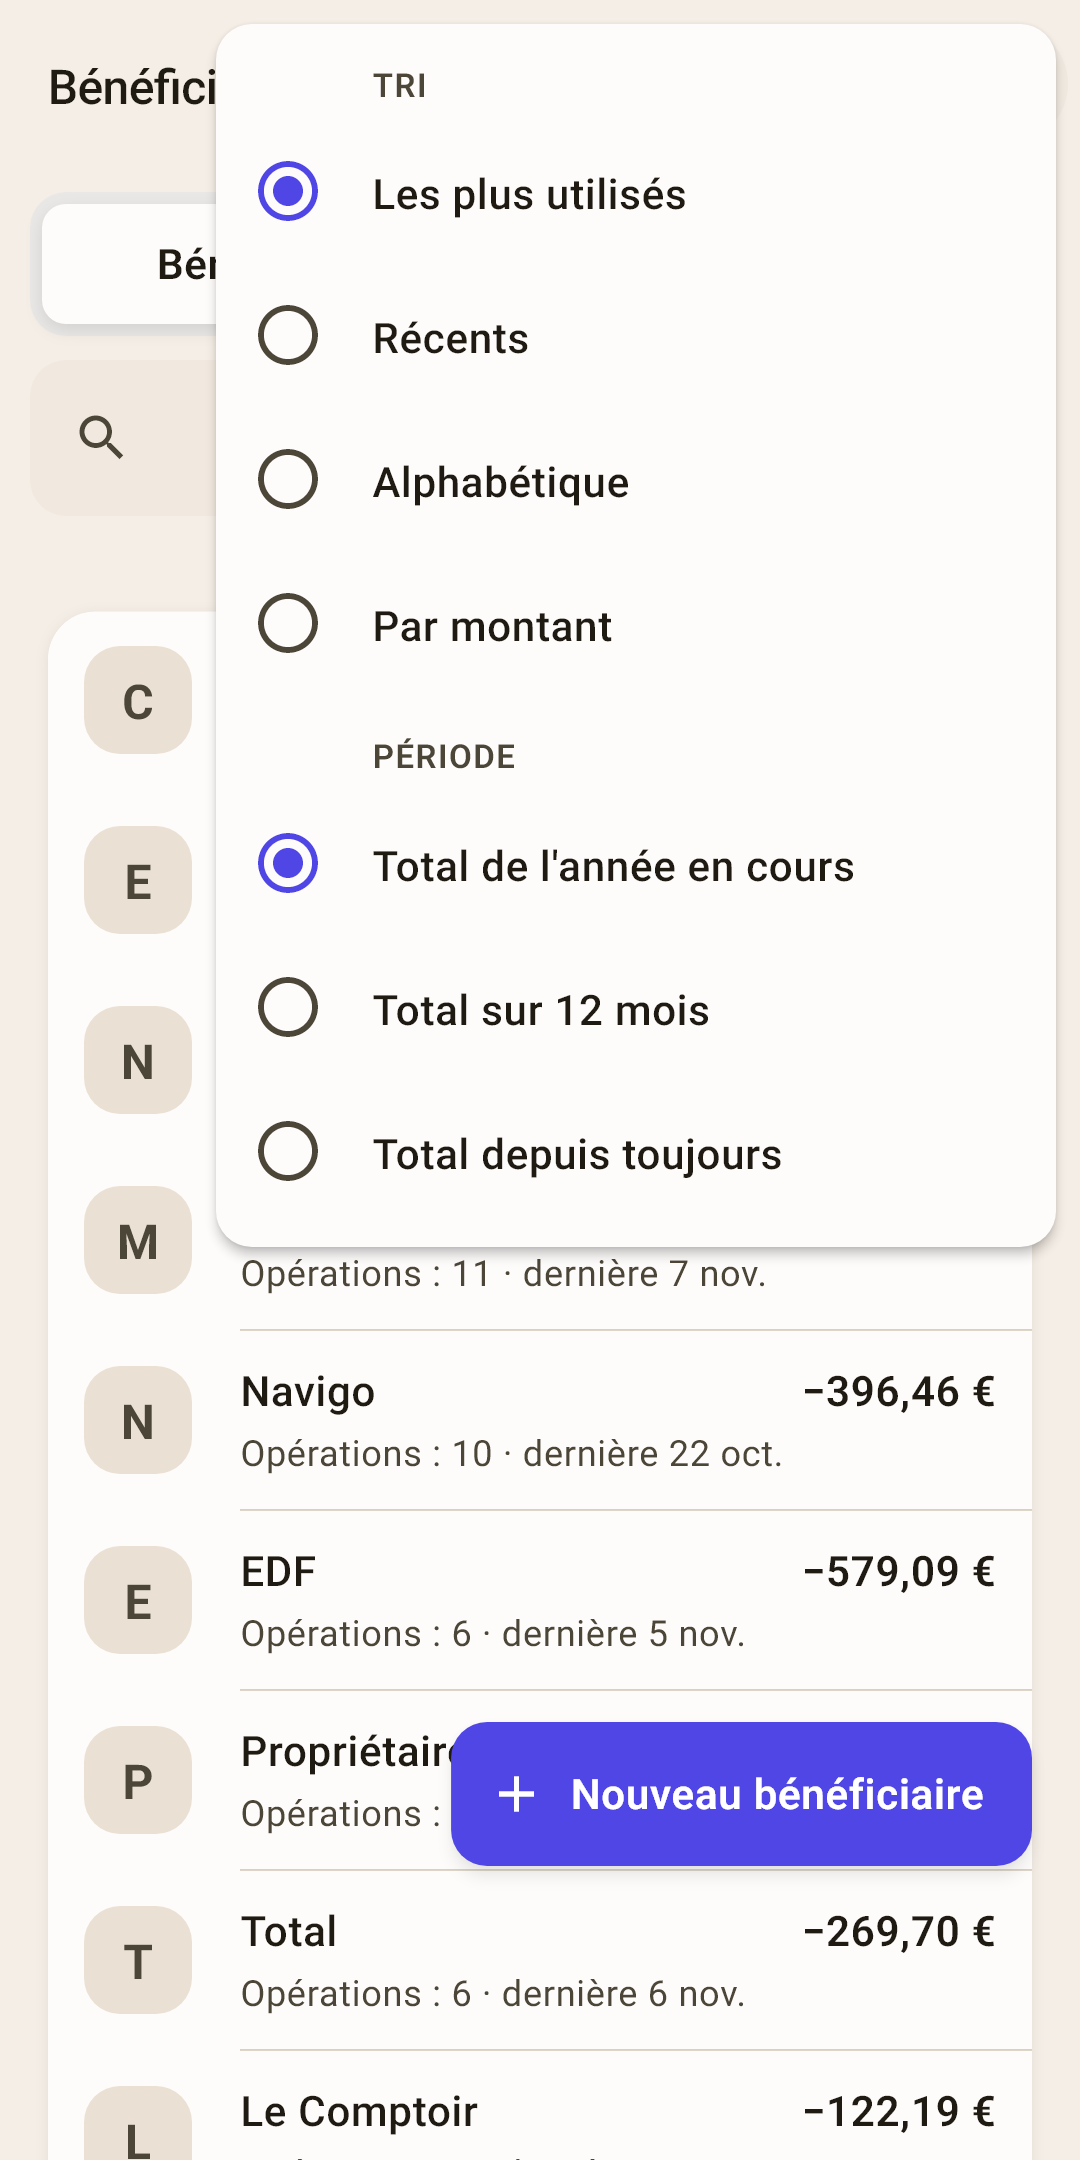 TRI
Les plus utilisés
Récents
Alphabétique
Par montant
PÉRIODE
Total de l'année en cours
Total sur 12 mois
Total depuis toujours
C
E
N
M
Opérations : 11 · dernière 7 nov.
N
Navigo
−396,46 €
Opérations : 10 · dernière 22 oct.
E
EDF
−579,09 €
Opérations : 6 · dernière 5 nov.
P
Opérations :
+ Nouveau bénéficiaire
T
Total
−269,70 €
Opérations : 6 · dernière 6 nov.
L
Le Comptoir
−122,19 €